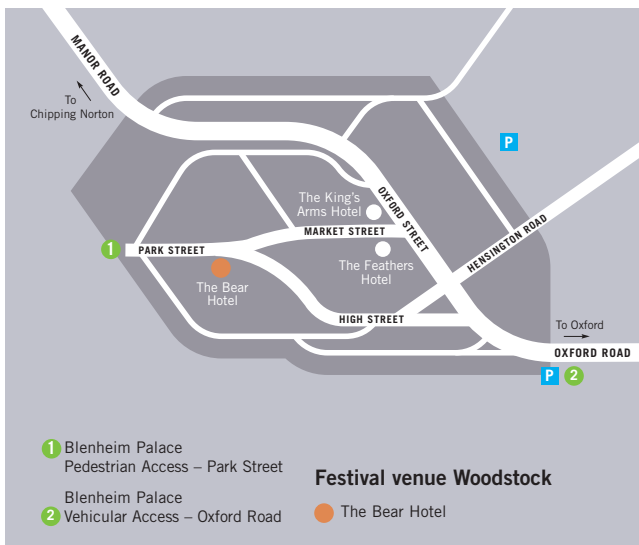 MANOR ROAD
To
Chipping Norton
P
The King's
Arms Hotel
OXFORD STREET
MARKET STREET
HENSINGTON ROAD
1
PARK STREET
The Feathers
Hotel
The Bear
Hotel
HIGH STREET
To Oxford
OXFORD ROAD
P 2
1 Blenheim Palace
Pedestrian Access – Park Street
Blenheim Palace
2 Vehicular Access – Oxford Road
Festival venue Woodstock
The Bear Hotel